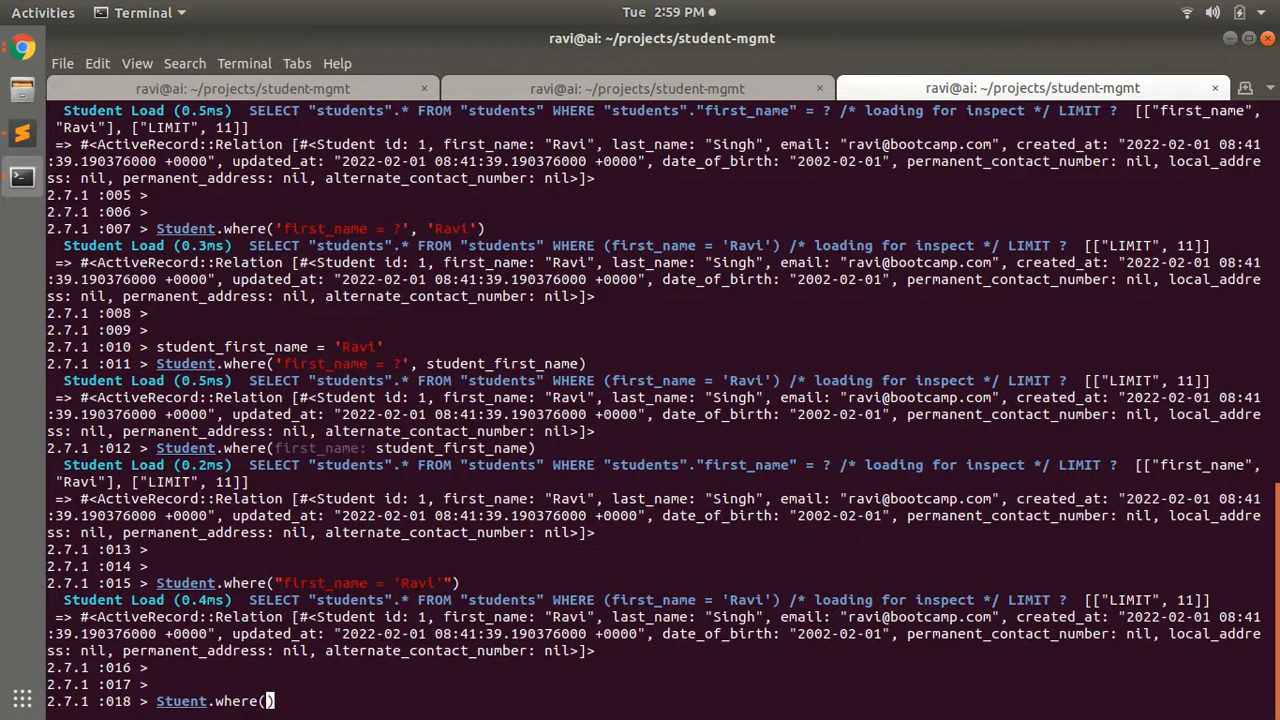 Activities Terminal Tue 2:59 PM
ravi@ai: ~/projects/student-mgmt
File Edit View Search Terminal Tabs Help
ravi@ai: ~/projects/student-mgmt × ravi@ai: ~/projects/student-mgmt × ravi@ai: ~/projects/student-mgmt ×
Student Load (0.5ms)  SELECT "students".* FROM "students" WHERE "students"."first_name" = ? /* loading for inspect */ LIMIT ?  [["first_name",
"Ravi"], ["LIMIT", 11]]
=> #<ActiveRecord::Relation [#<Student id: 1, first_name: "Ravi", last_name: "Singh", email: "ravi@bootcamp.com", created_at: "2022-02-01 08:41
:39.190376000 +0000", updated_at: "2022-02-01 08:41:39.190376000 +0000", date_of_birth: "2002-02-01", permanent_contact_number: nil, local_addre
ss: nil, permanent_address: nil, alternate_contact_number: nil>]>
2.7.1 :005 >
2.7.1 :006 >
2.7.1 :007 > Student.where('first_name = ?', 'Ravi')
Student Load (0.3ms)  SELECT "students".* FROM "students" WHERE (first_name = 'Ravi') /* loading for inspect */ LIMIT ?  [["LIMIT", 11]]
=> #<ActiveRecord::Relation [#<Student id: 1, first_name: "Ravi", last_name: "Singh", email: "ravi@bootcamp.com", created_at: "2022-02-01 08:41
:39.190376000 +0000", updated_at: "2022-02-01 08:41:39.190376000 +0000", date_of_birth: "2002-02-01", permanent_contact_number: nil, local_addre
ss: nil, permanent_address: nil, alternate_contact_number: nil>]>
2.7.1 :008 >
2.7.1 :009 >
2.7.1 :010 > student_first_name = 'Ravi'
2.7.1 :011 > Student.where('first_name = ?', student_first_name)
Student Load (0.5ms)  SELECT "students".* FROM "students" WHERE (first_name = 'Ravi') /* loading for inspect */ LIMIT ?  [["LIMIT", 11]]
=> #<ActiveRecord::Relation [#<Student id: 1, first_name: "Ravi", last_name: "Singh", email: "ravi@bootcamp.com", created_at: "2022-02-01 08:41
:39.190376000 +0000", updated_at: "2022-02-01 08:41:39.190376000 +0000", date_of_birth: "2002-02-01", permanent_contact_number: nil, local_addre
ss: nil, permanent_address: nil, alternate_contact_number: nil>]>
2.7.1 :012 > Student.where(first_name: student_first_name)
Student Load (0.2ms)  SELECT "students".* FROM "students" WHERE "students"."first_name" = ? /* loading for inspect */ LIMIT ?  [["first_name",
"Ravi"], ["LIMIT", 11]]
=> #<ActiveRecord::Relation [#<Student id: 1, first_name: "Ravi", last_name: "Singh", email: "ravi@bootcamp.com", created_at: "2022-02-01 08:41
:39.190376000 +0000", updated_at: "2022-02-01 08:41:39.190376000 +0000", date_of_birth: "2002-02-01", permanent_contact_number: nil, local_addre
ss: nil, permanent_address: nil, alternate_contact_number: nil>]>
2.7.1 :013 >
2.7.1 :014 >
2.7.1 :015 > Student.where("first_name = 'Ravi'")
Student Load (0.4ms)  SELECT "students".* FROM "students" WHERE (first_name = 'Ravi') /* loading for inspect */ LIMIT ?  [["LIMIT", 11]]
=> #<ActiveRecord::Relation [#<Student id: 1, first_name: "Ravi", last_name: "Singh", email: "ravi@bootcamp.com", created_at: "2022-02-01 08:41
:39.190376000 +0000", updated_at: "2022-02-01 08:41:39.190376000 +0000", date_of_birth: "2002-02-01", permanent_contact_number: nil, local_addre
ss: nil, permanent_address: nil, alternate_contact_number: nil>]>
2.7.1 :016 >
2.7.1 :017 >
2.7.1 :018 > Stuent.where()